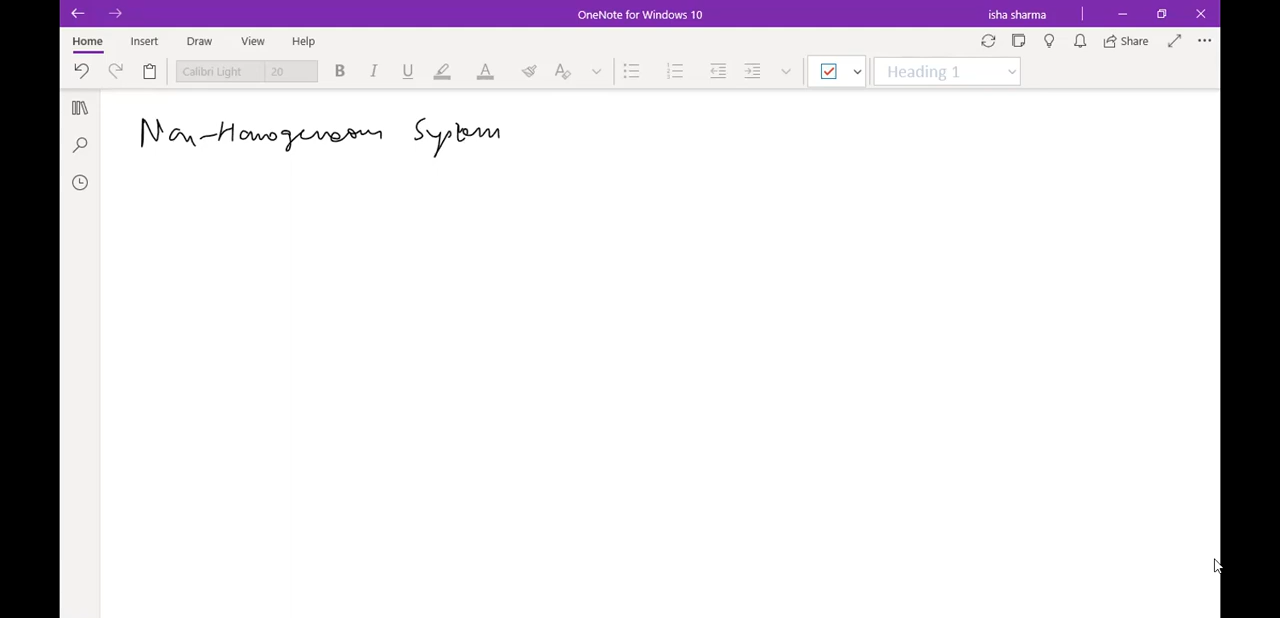 OneNote for Windows 10
isha sharma
Home Insert Draw View Help
Share
Calibri Light 20 B I U A A Heading 1
Non-Homogeneous System